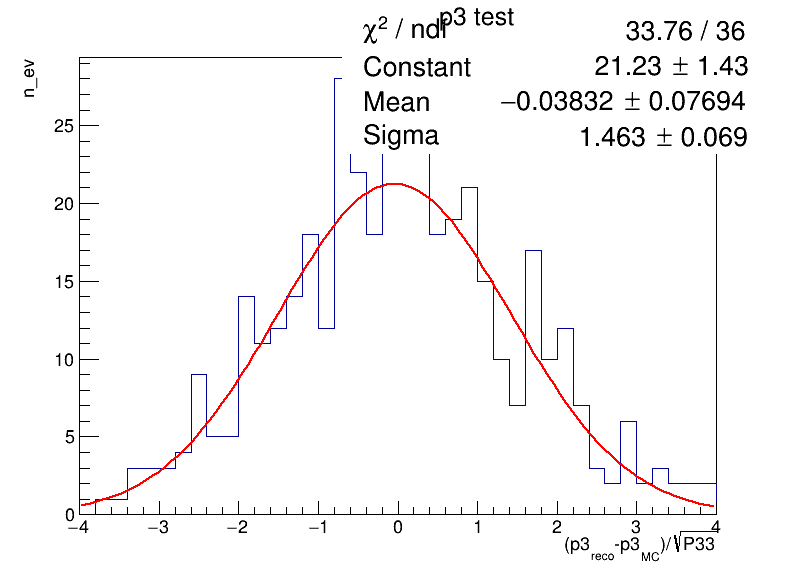 p3 test
χ² / ndf 33.76 / 36
Constant 21.23 ± 1.43
Mean −0.03832 ± 0.07694
Sigma 1.463 ± 0.069
n_ev
25
20
15
10
5
0
−4 −3 −2 −1 0 1 2 3 4
(p3reco-p3MC)/√P33